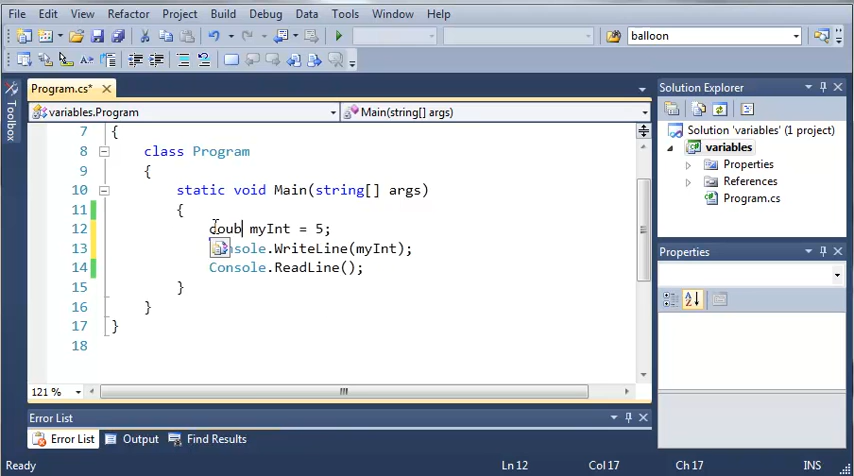 File Edit View Refactor Project Build Debug Data Tools Window Help
balloon
Program.cs*
variables.Program
Main(string[] args)
Toolbox
7 {
8 class Program
9 {
10 static void Main(string[] args)
11 {
12 doub myInt = 5;
13 Console.WriteLine(myInt);
14 Console.ReadLine();
15 }
16 }
17 }
18
121 %
Solution Explorer
Solution 'variables' (1 project)
variables
Properties
References
Program.cs
Properties
Error List
Error List Output Find Results
Ready Ln 12 Col 17 Ch 17 INS